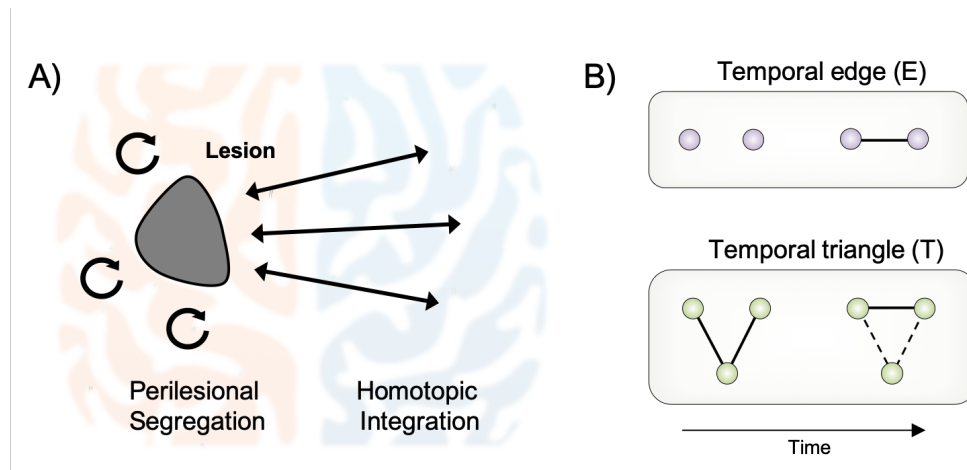 A)
Lesion
Perilesional
Segregation
Homotopic
Integration
B)
Temporal edge (E)
Temporal triangle (T)
Time